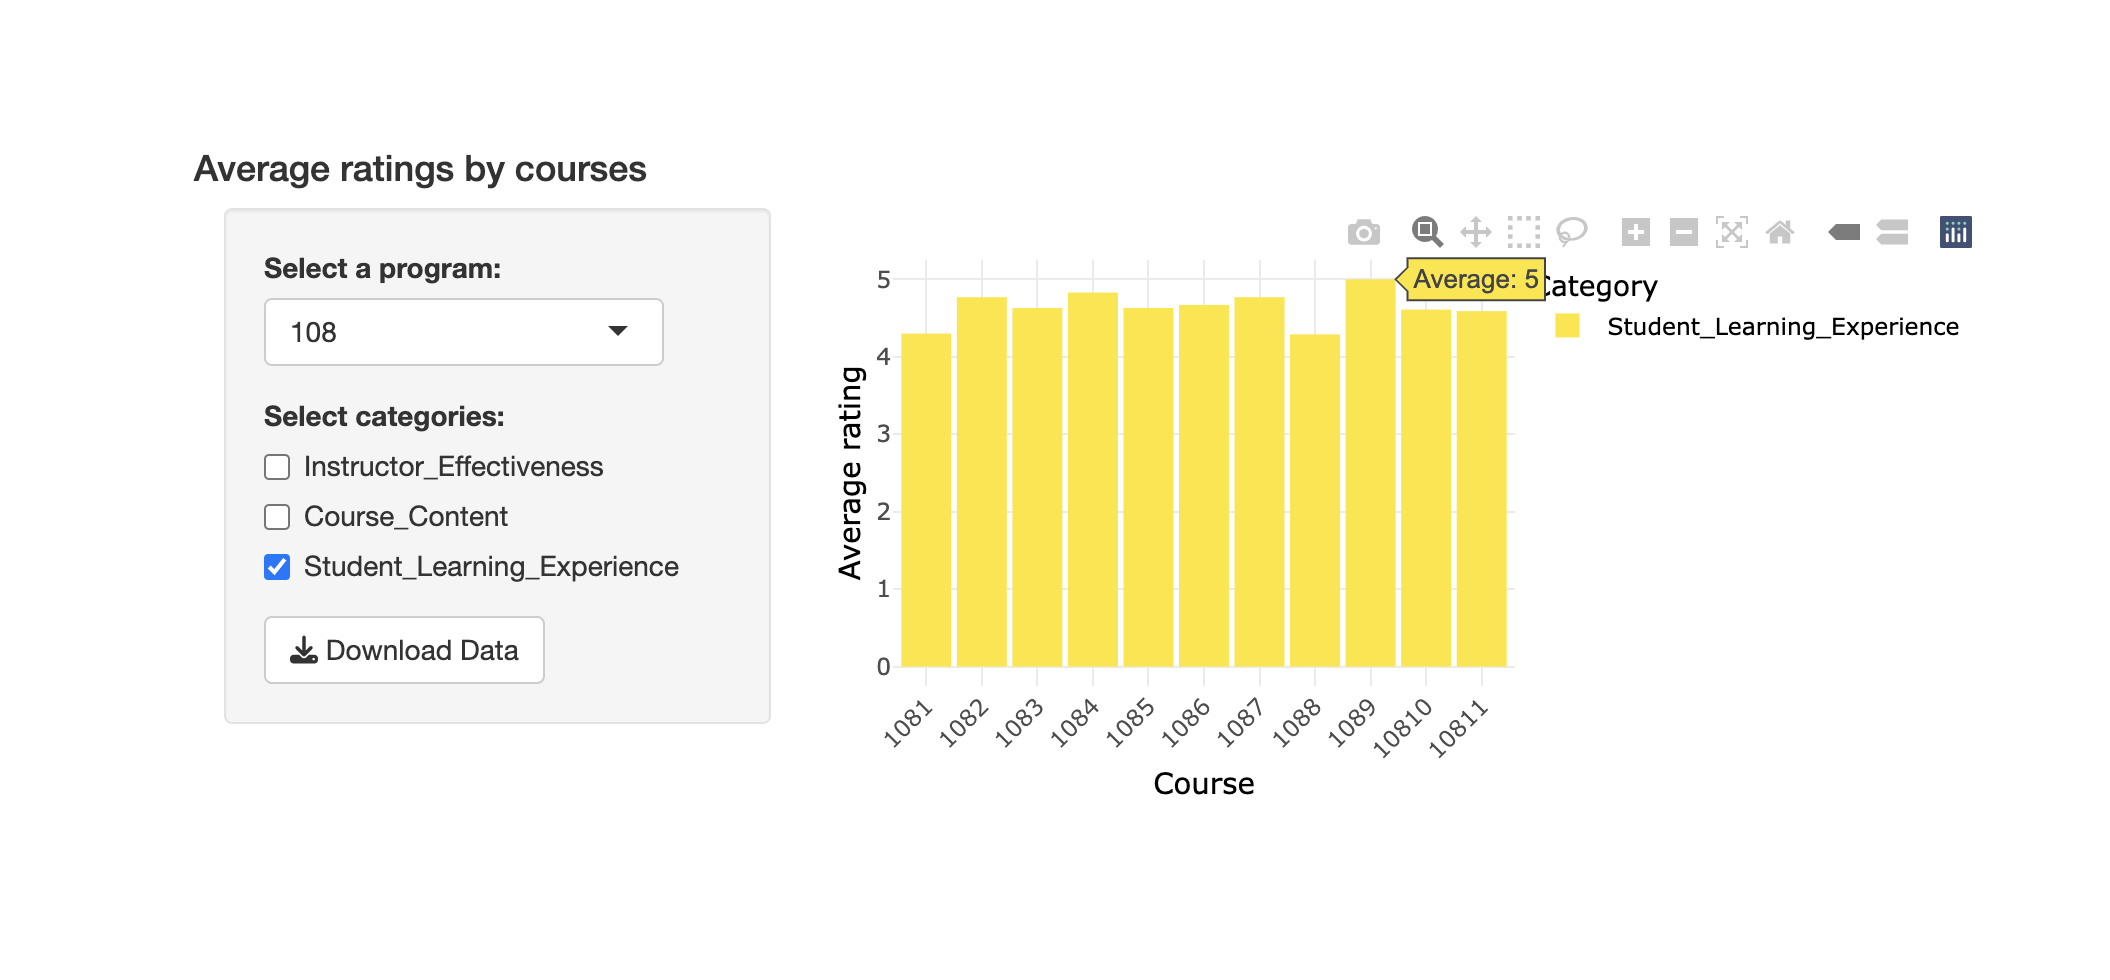 Average ratings by courses
Select a program:
108
Select categories:
Instructor_Effectiveness
Course_Content
Student_Learning_Experience
Download Data
Average: 5
Category
Student_Learning_Experience
Average rating
5
4
3
2
1
0
1081
1082
1083
1084
1085
1086
1087
1088
1089
10810
10811
Course